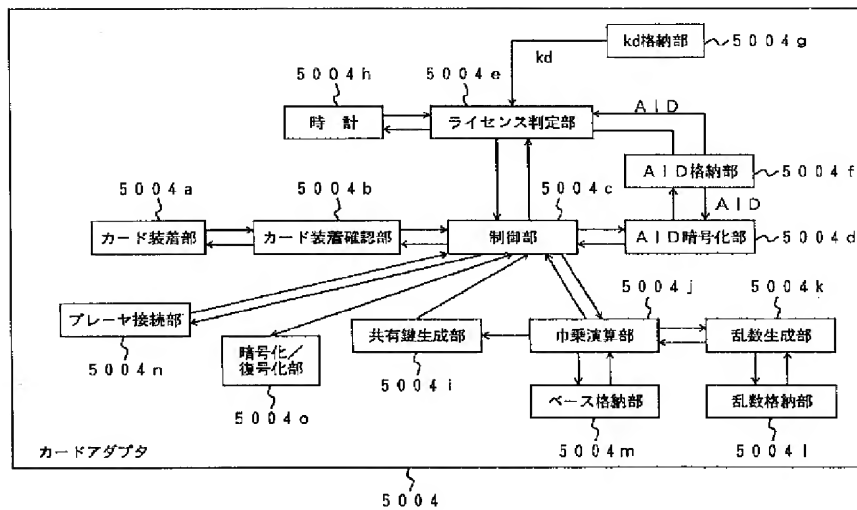 kd格納部
5004g
kd
5004h
5004e
AID
時 計
ライセンス判定部
AID格納部
5004f
5004a
5004b
5004c
AID
カード装着部
カード装着確認部
制御部
AID暗号化部
5004d
5004j
5004k
プレーヤ接続部
5004n
暗号化／
復号化部
5004o
共有鍵生成部
5004i
巾乗演算部
乱数生成部
ベース格納部
5004m
乱数格納部
5004l
カードアダプタ
5004